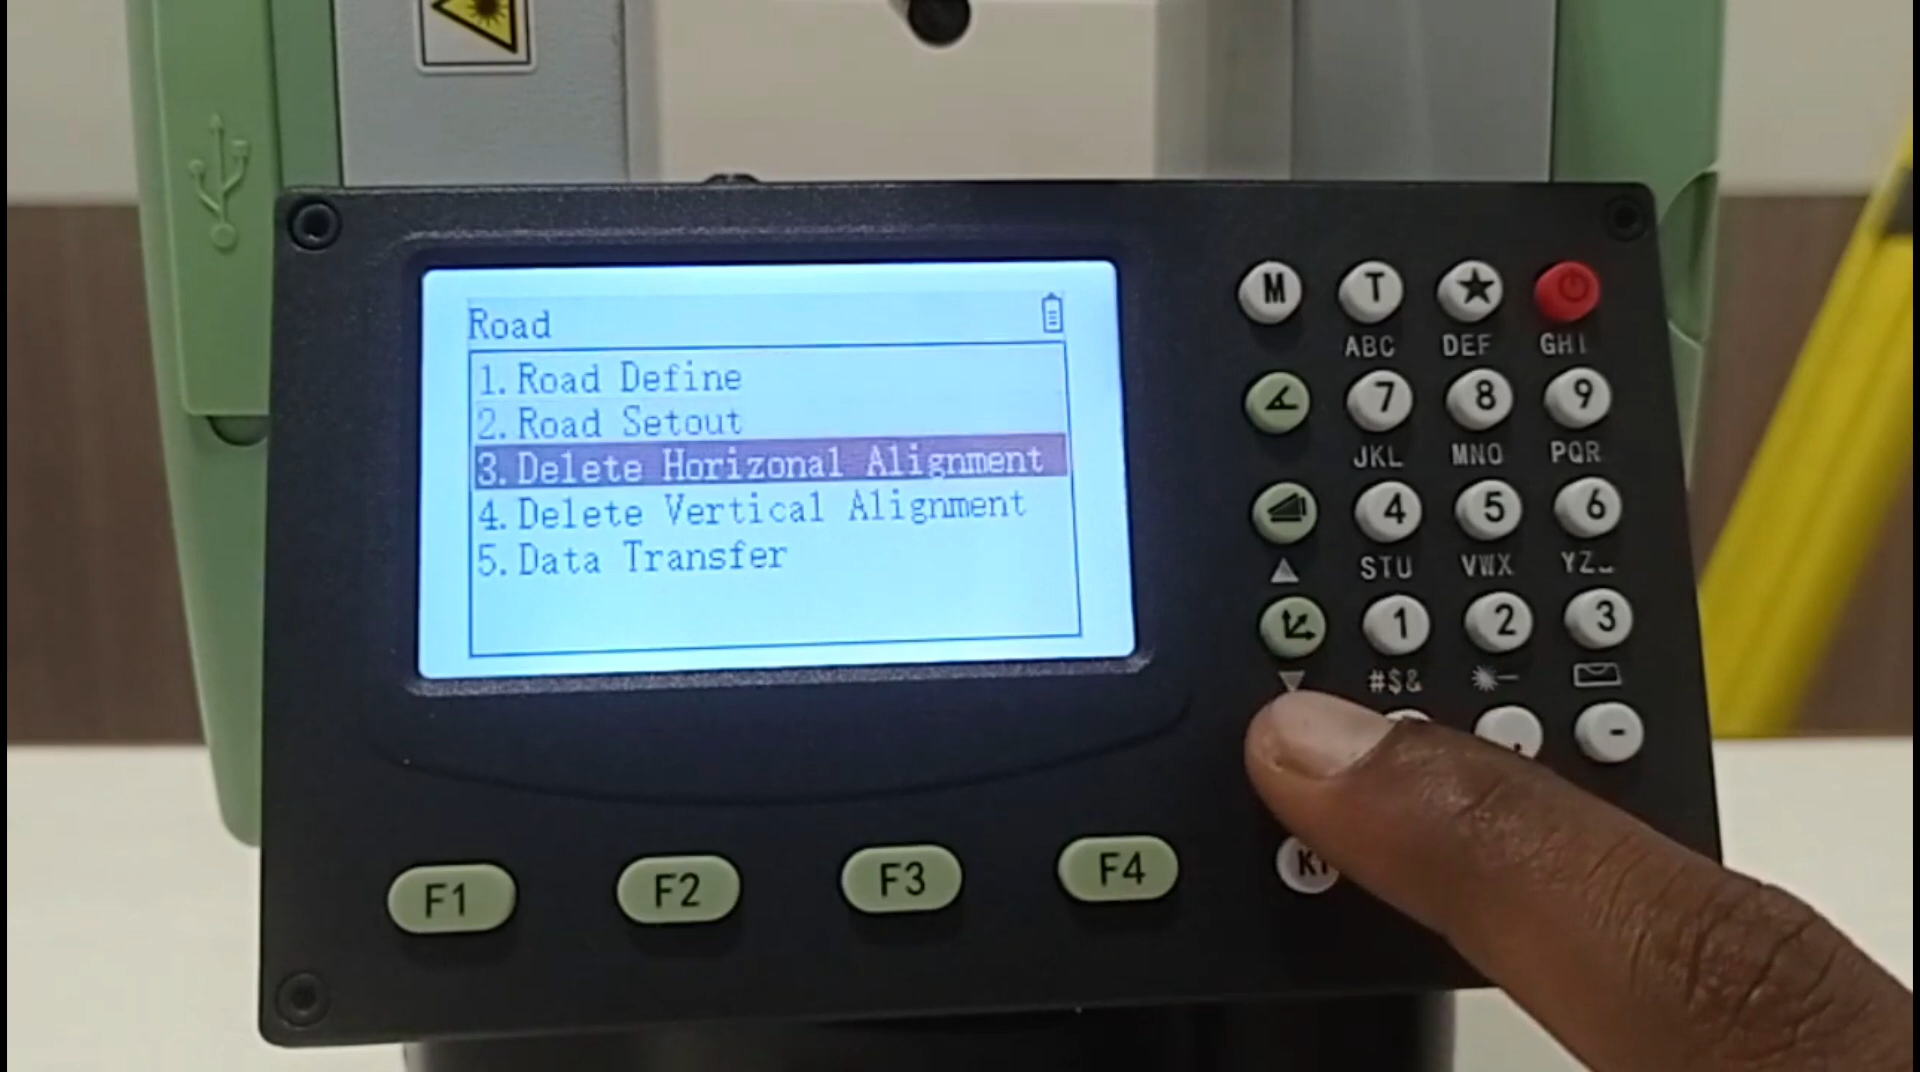 Road
1. Road Define
2. Road Setout
3. Delete Horizonal Alignment
4. Delete Vertical Alignment
5. Data Transfer
M T
ABC DEF GHI
7 8 9
JKL MNO PQR
4 5 6
STU VWX YZ_
1 2 3
#$&
. -
F1 F2 F3 F4